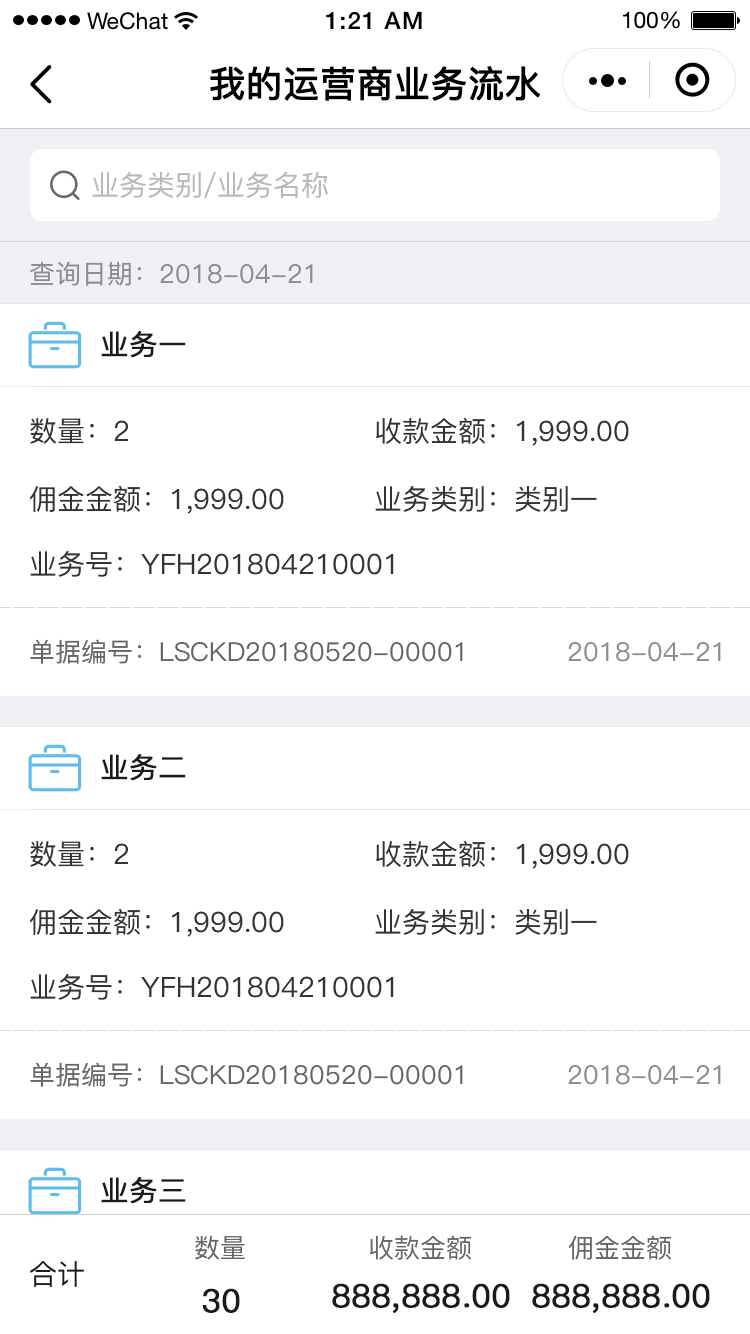 WeChat 1:21 AM 100%
我的运营商业务流水
业务类别/业务名称
查询日期：2018-04-21
业务一
数量：2 收款金额：1,999.00
佣金金额：1,999.00 业务类别：类别一
业务号：YFH201804210001
单据编号：LSCKD20180520-00001 2018-04-21
业务二
数量：2 收款金额：1,999.00
佣金金额：1,999.00 业务类别：类别一
业务号：YFH201804210001
单据编号：LSCKD20180520-00001 2018-04-21
业务三
数量 收款金额 佣金金额
合计
30 888,888.00 888,888.00